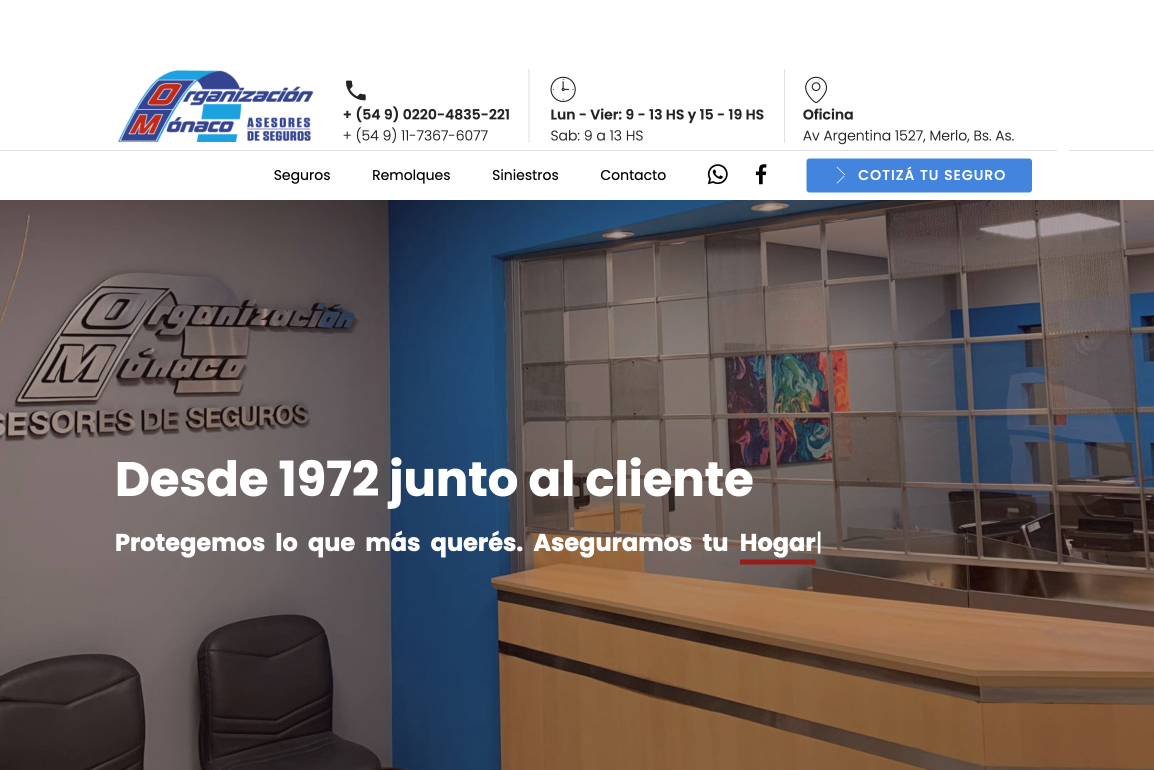 Organización
Mónaco ASESORES
DE SEGUROS
+ (54 9) 0220-4835-221
+ (54 9) 11-7367-6077
Lun - Vier: 9 - 13 HS y 15 - 19 HS
Sab: 9 a 13 HS
Oficina
Av Argentina 1527, Merlo, Bs. As.
Seguros Remolques Siniestros Contacto COTIZÁ TU SEGURO
Organización
Mónaco
SESORES DE SEGUROS
Desde 1972 junto al cliente
Protegemos lo que más querés. Aseguramos tu Hogar|